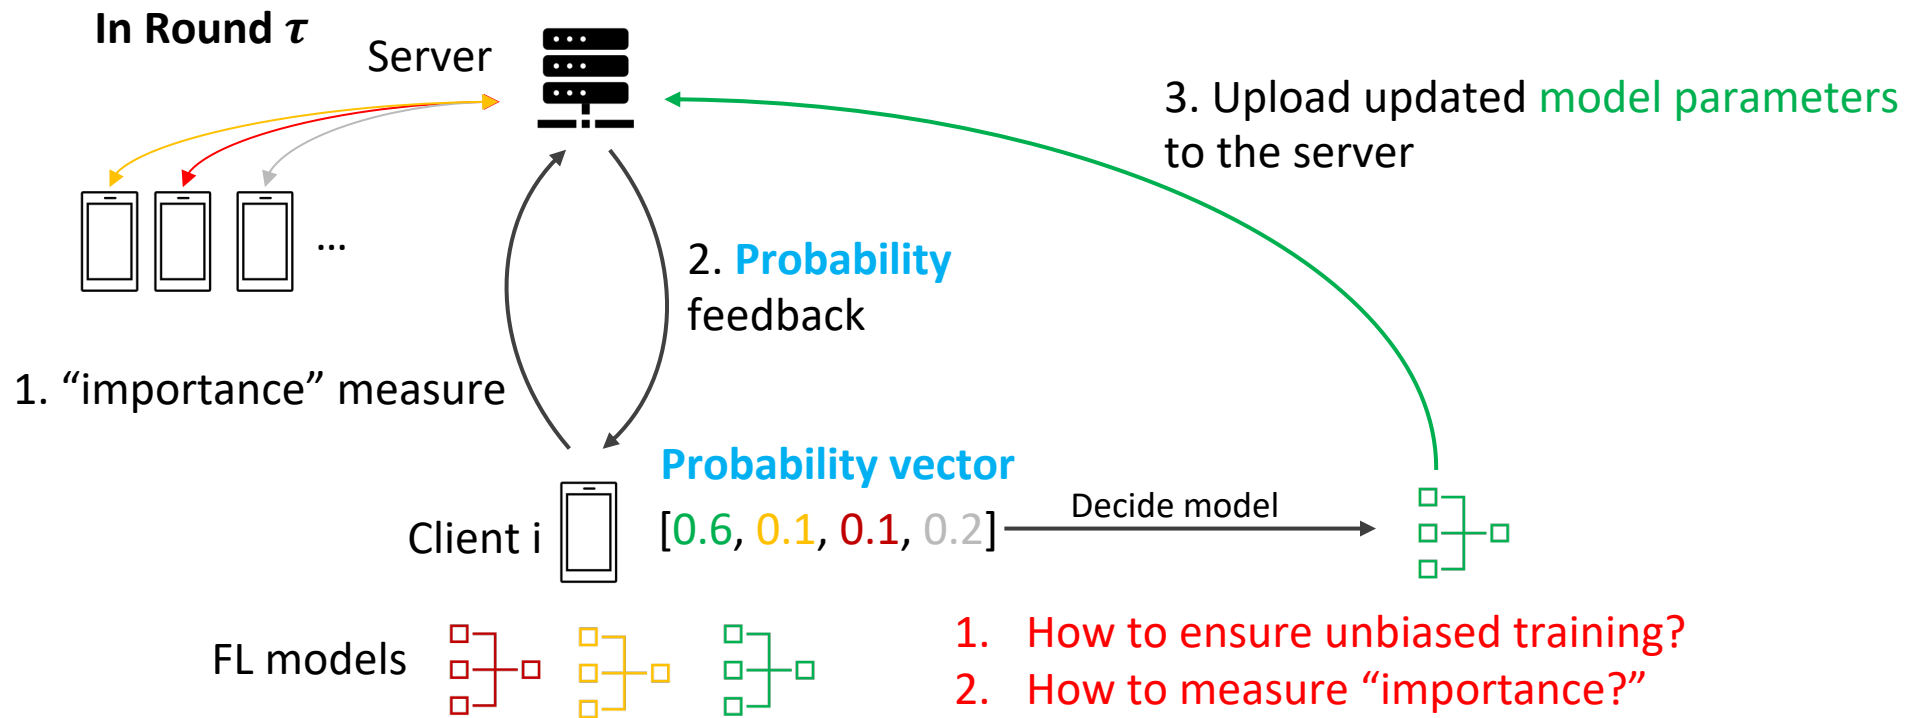 In Round τ
Server
3. Upload updated model parameters
to the server
...
2. Probability
feedback
1. “importance” measure
Probability vector
Client i
[0.6, 0.1, 0.1, 0.2]
Decide model
FL models
1. How to ensure unbiased training?
2. How to measure “importance?”